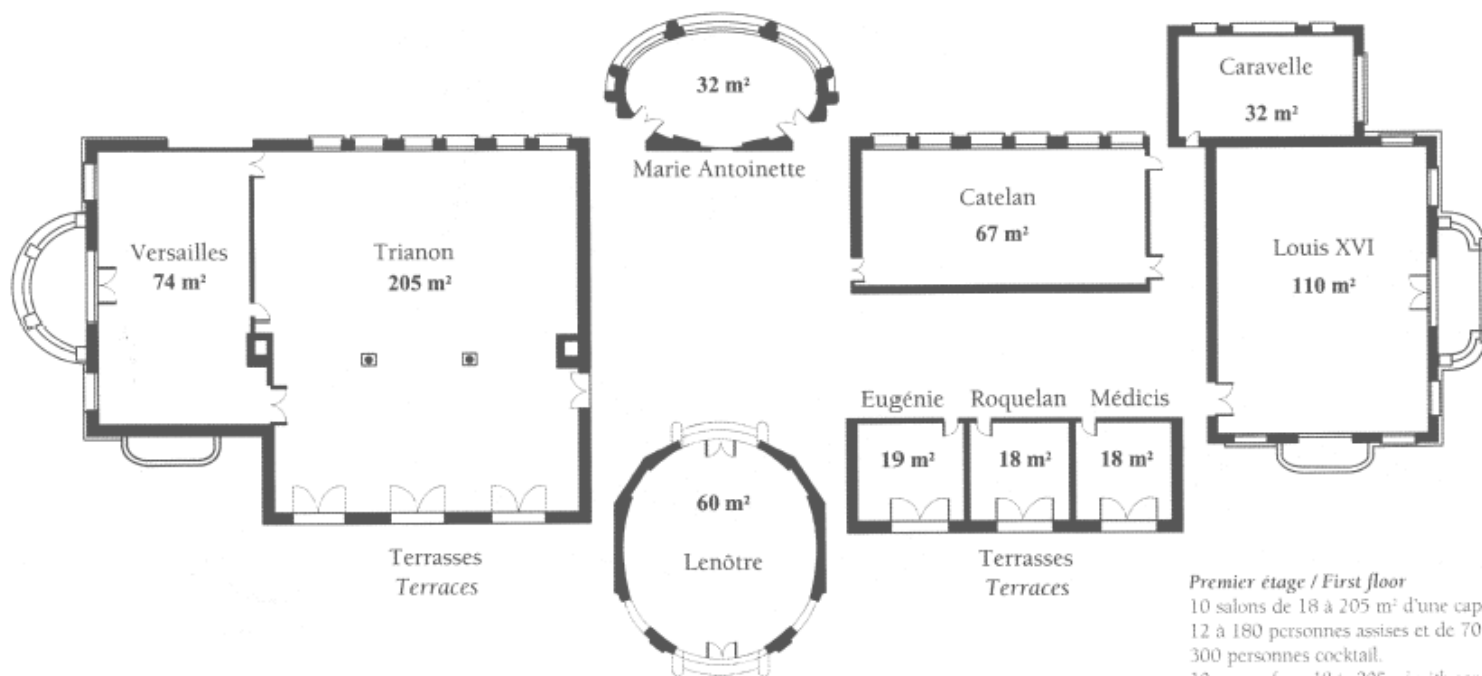 32 m²
Marie Antoinette
Caravelle
32 m²
Versailles
74 m²
Trianon
205 m²
Catelan
67 m²
Louis XVI
110 m²
Eugénie
Roquelan
Médicis
19 m²
18 m²
18 m²
60 m²
Lenôtre
Terrasses
Terraces
Terrasses
Terraces
Premier étage / First floor
10 salons de 18 à 205 m² d'une cap
12 à 180 personnes assises et de 70
300 personnes cocktail.